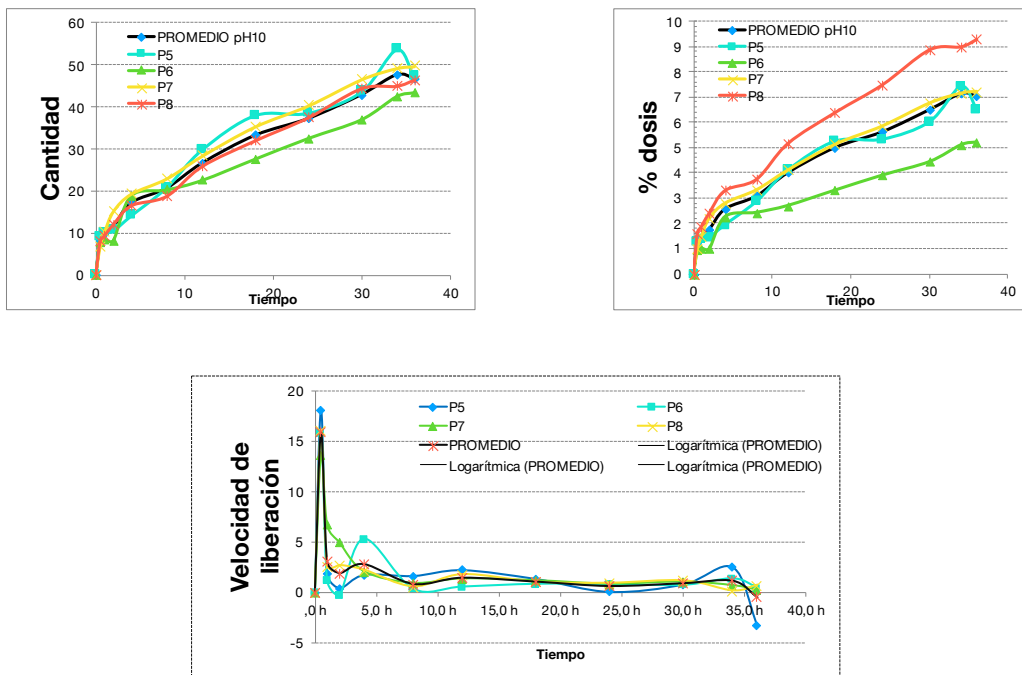 60
50
40
30
20
10
0
Cantidad
PROMEDIO pH10
P5
P6
P7
P8
0
10
20
30
40
Tiempo
10
9
8
7
6
5
4
3
2
1
0
% dosis
PROMEDIO pH10
P5
P6
P7
P8
0
10
20
30
40
Tiempo
20
15
10
5
0
-5
Velocidad de
liberación
P5
P6
P7
P8
PROMEDIO
Logarítmica (PROMEDIO)
Logarítmica (PROMEDIO)
Logarítmica (PROMEDIO)
,0 h
5,0 h
10,0 h
15,0 h
20,0 h
25,0 h
30,0 h
35,0 h
40,0 h
Tiempo